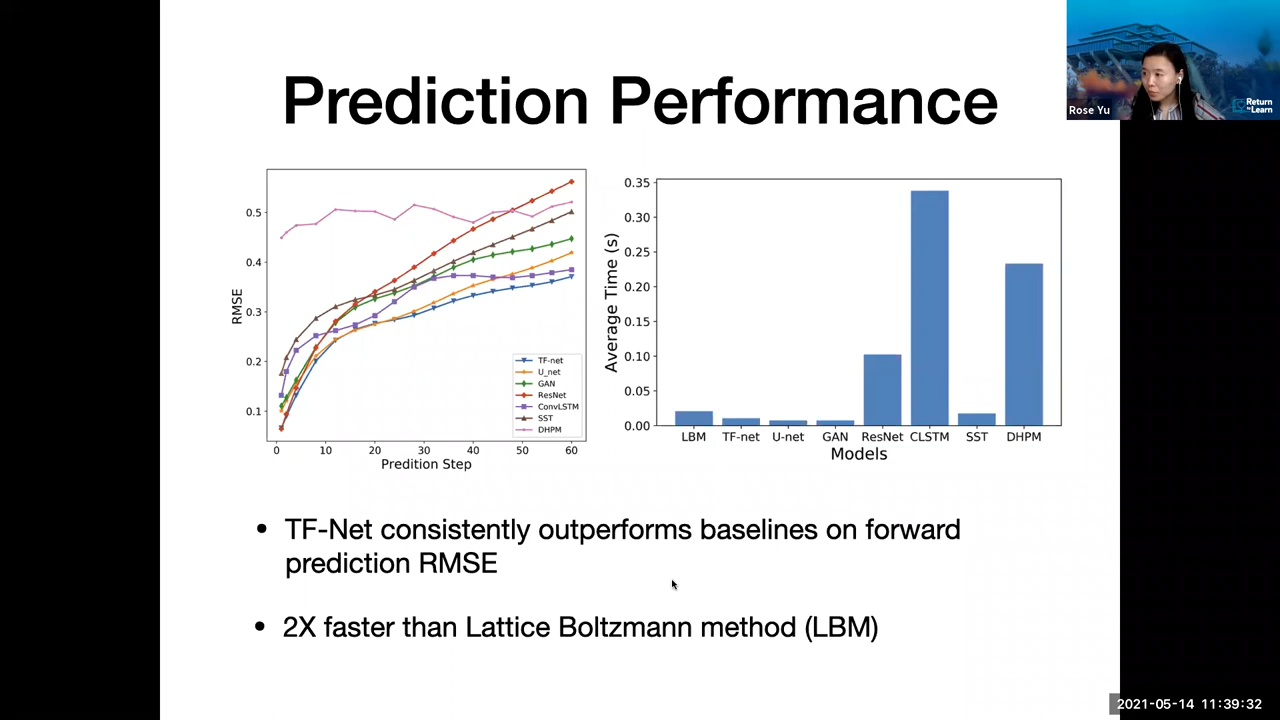 Prediction Performance
Rose Yu
Return
to Learn
RMSE
0.5
0.4
0.3
0.2
0.1
0
10
20
30
40
50
60
Predition Step
TF-net
U_net
GAN
ResNet
ConvLSTM
SST
DHPM
Average Time (s)
0.35
0.30
0.25
0.20
0.15
0.10
0.05
0.00
LBM
TF-net
U-net
GAN
ResNet
CLSTM
SST
DHPM
Models
• TF-Net consistently outperforms baselines on forward
prediction RMSE
• 2X faster than Lattice Boltzmann method (LBM)
2021-05-14 11:39:32